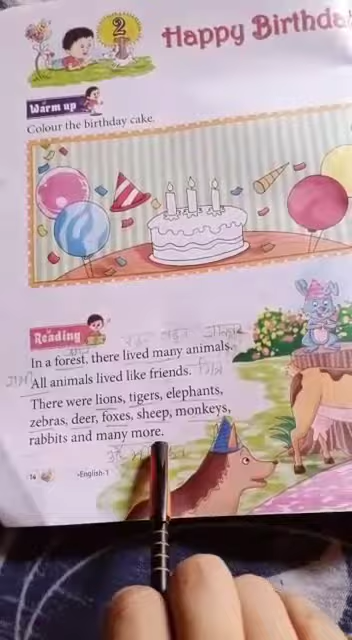 2
Happy Birthda
Warm up
Colour the birthday cake.
Reading
In a forest, there lived many animals.
All animals lived like friends.
There were lions, tigers, elephants,
zebras, deer, foxes, sheep, monkeys,
rabbits and many more.
•English-1